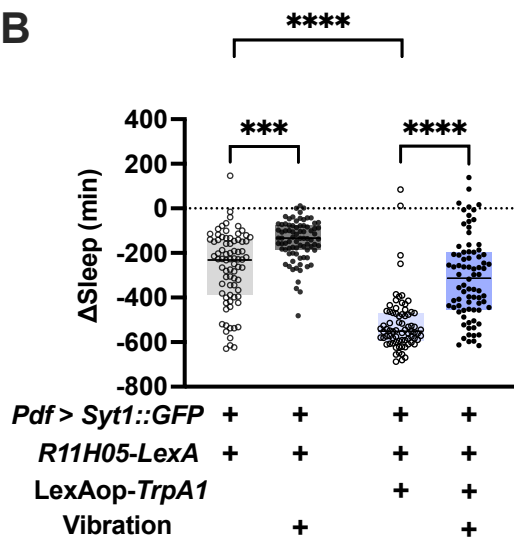 B
****
*** ****
400
200
0
-200
-400
-600
-800
ΔSleep (min)
Pdf > Syt1::GFP + + + +
R11H05-LexA + + + +
LexAop-TrpA1 + +
Vibration + +